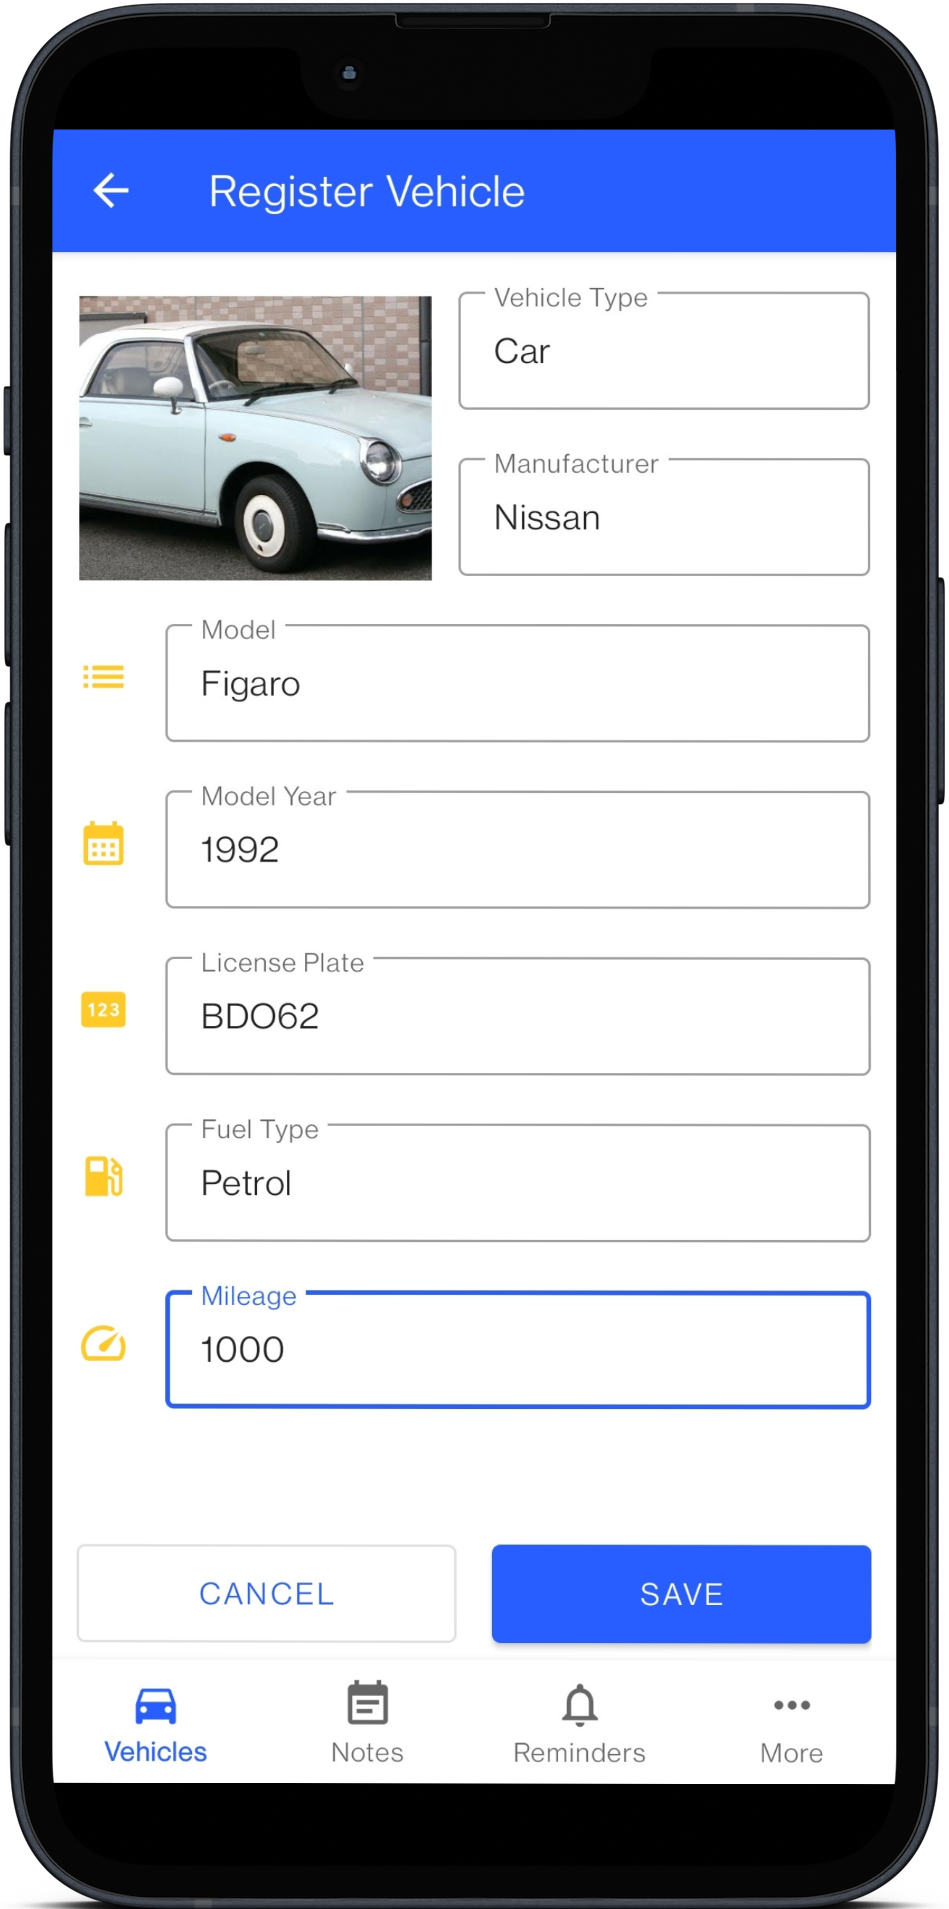 Register Vehicle
Vehicle Type
Car
Manufacturer
Nissan
Model
Figaro
Model Year
1992
License Plate
123
BDO62
Fuel Type
Petrol
Mileage
1000
CANCEL
SAVE
Vehicles
Notes
Reminders
More